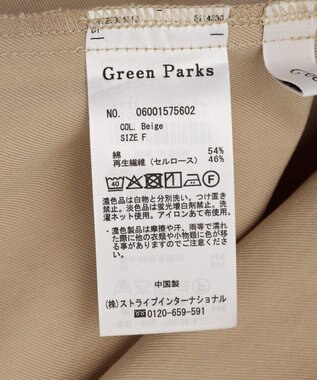 Green Parks
NO. 06001575602
COL. Beige
SIZE F
綿 54%
再生繊維(セルロース) 46%
40 F
濃色品は白物と分別洗い。つけ置き
禁止。淡色品は蛍光増白剤禁止。洗
濯ネット使用。アイロンあて布使用。
・濃色製品は摩擦や汗、雨等で濡れ
た際に他の衣類や小物類に色が移
る事がありますのでご注意ください。
中国製
(株)ストライプインターナショナル
☎0120-659-591